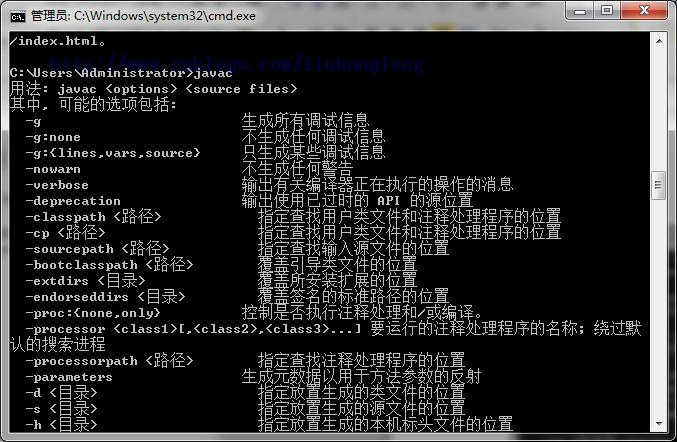 管理员: C:\Windows\system32\cmd.exe
/index.html。
http://www.cnblogs.com/linhongfeng
C:\Users\Administrator>javac
用法: javac <options> <source files>
其中, 可能的选项包括:
-g 生成所有调试信息
-g:none 不生成任何调试信息
-g:{lines,vars,source} 只生成某些调试信息
-nowarn 不生成任何警告
-verbose 输出有关编译器正在执行的操作的消息
-deprecation 输出使用已过时的 API 的源位置
-classpath <路径> 指定查找用户类文件和注释处理程序的位置
-cp <路径> 指定查找用户类文件和注释处理程序的位置
-sourcepath <路径> 指定查找输入源文件的位置
-bootclasspath <路径> 覆盖引导类文件的位置
-extdirs <目录> 覆盖所安装扩展的位置
-endorseddirs <目录> 覆盖签名的标准路径的位置
-proc:{none,only} 控制是否执行注释处理和/或编译。
-processor <class1>[,<class2>,<class3>...] 要运行的注释处理程序的名称; 绕过默
认的搜索进程
-processorpath <路径> 指定查找注释处理程序的位置
-parameters 生成元数据以用于方法参数的反射
-d <目录> 指定放置生成的类文件的位置
-s <目录> 指定放置生成的源文件的位置
-h <目录> 指定放置生成的本机标头文件的位置